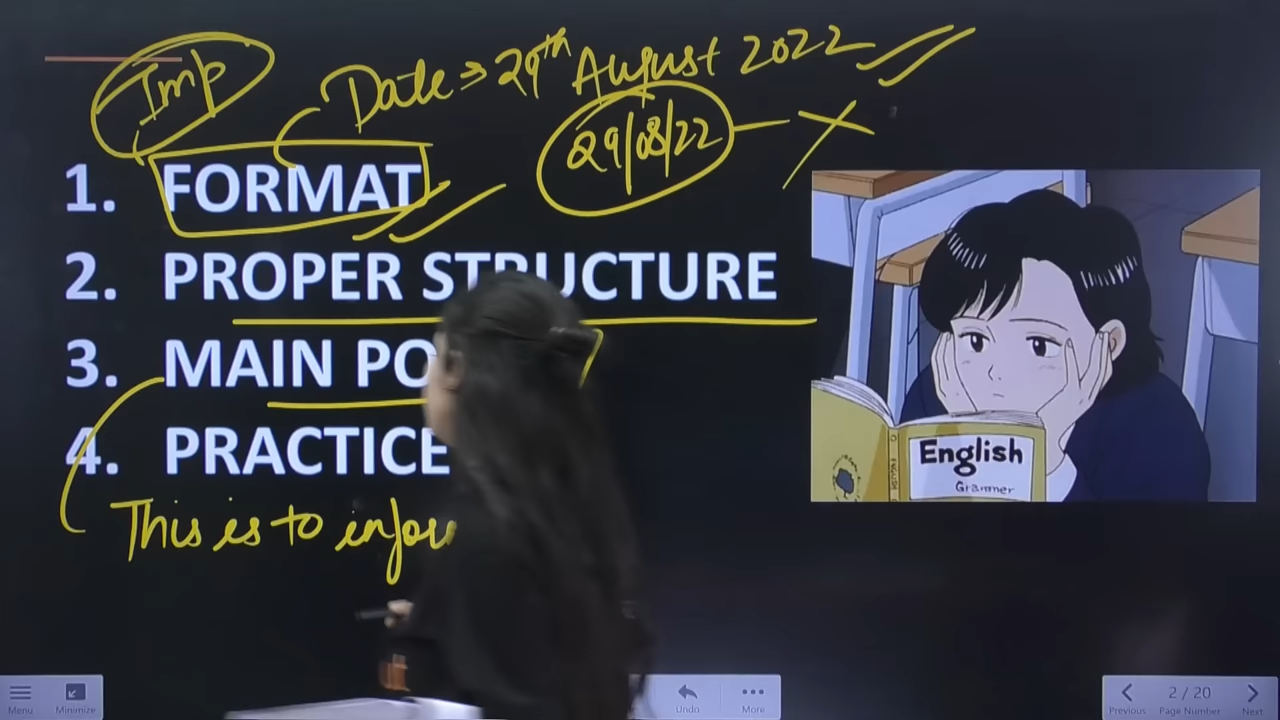 Imp
Date ⇒ 29th August 2022
29/08/22
1. FORMAT
2. PROPER STRUCTURE
3. MAIN PO
4. PRACTICE
This is to infor
English
Grammer
Menu
Minimize
Undo
More
Previous
2 / 20
Page Number
Next